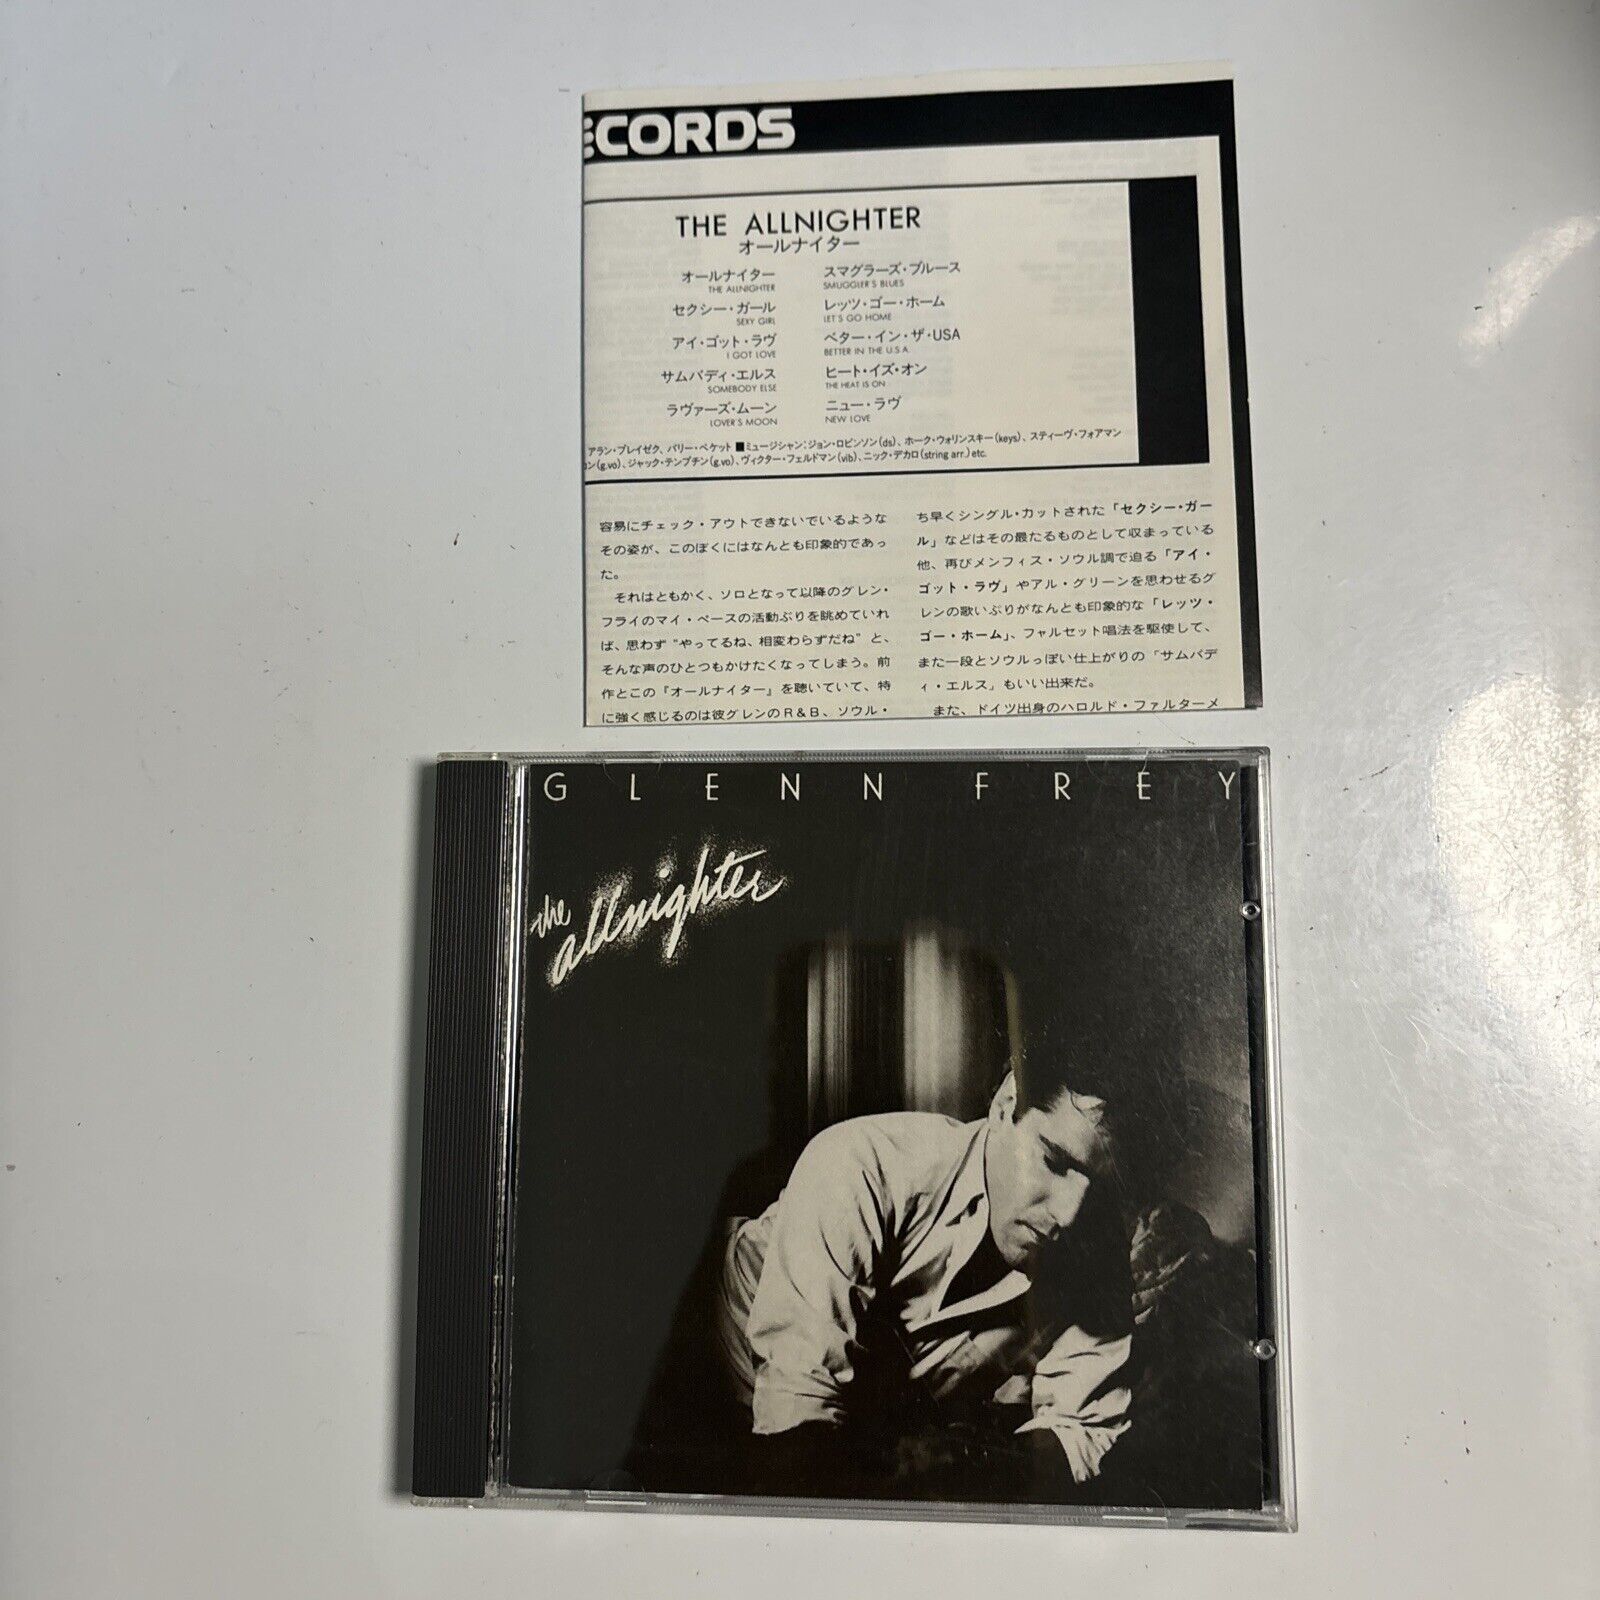 CORDS
THE ALLNIGHTER
オールナイター
オールナイター
THE ALLNIGHTER
セクシー・ガール
SEXY GIRL
アイ・ゴット・ラヴ
I GOT LOVE
サムバディ・エルス
SOMEBODY ELSE
ラヴァーズ・ムーン
LOVER'S MOON
スマグラーズ・ブルース
SMUGGLER'S BLUES
レッツ・ゴー・ホーム
LET'S GO HOME
ベター・イン・ザ・USA
BETTER IN THE U.S.A.
ヒート・イズ・オン
THE HEAT IS ON
ニュー・ラヴ
NEW LOVE
アラン・ブレイゼク、バリー・ベケット ■ミュージシャン:ジョン・ロビンソン(ds)、ホーク・ウォリンスキー(keys)、スティーヴ・フォアマン
ン(g.vo)、ジャック・テンプチン(g.vo)、ヴィクター・フェルドマン(vib)、ニック・デカロ(string arr.) etc.
容易にチェック・アウトできないでいるような
その姿が、このぼくにはなんとも印象的であっ
た。
それはともかく、ソロとなって以降のグレン・
フライのマイ・ペースの活動ぶりを眺めていれ
ば、思わず“やってるね、相変わらずだね”と、
そんな声のひとつもかけたくなってしまう。前
作とこの『オールナイター』を聴いていて、特
に強く感じるのは彼グレンのR&B、ソウル・
ち早くシングル・カットされた「セクシー・ガー
ル」などはその最たるものとして収まっている
他、再びメンフィス・ソウル調で迫る「アイ・
ゴット・ラヴ」やアル・グリーンを思わせるグ
レンの歌いぶりがなんとも印象的な「レッツ・
ゴー・ホーム」、ファルセット唱法を駆使して、
また一段とソウルっぽい仕上がりの「サムバデ
ィ・エルス」もいい出来だ。
また、ドイツ出身のハロルド・ファルターメ
GLENN FREY
the
allnighter